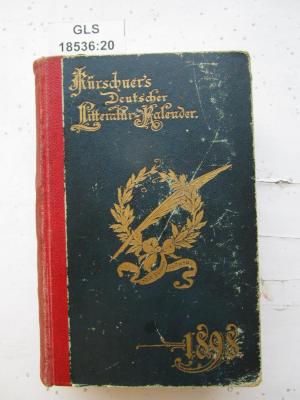 GLS
18536:20
Kürschner's
Deutscher
Litteratur-Kalender.
1898